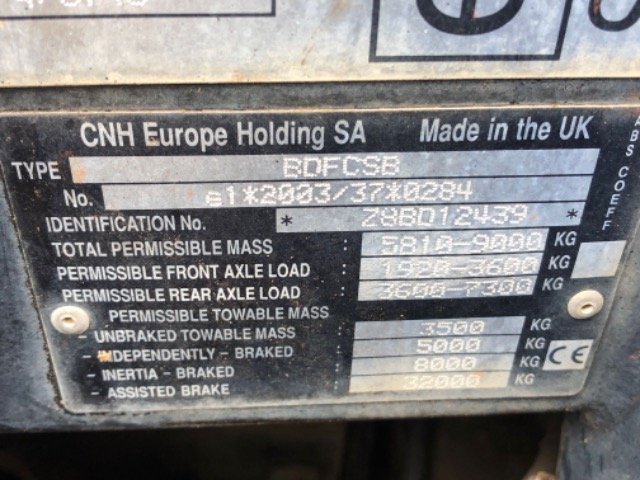 CNH Europe Holding SA Made in the UK
TYPE BDFCSB
No. e1*2003/37*0284
IDENTIFICATION No. * Z8BD12439 *
TOTAL PERMISSIBLE MASS : 5810-9000 KG
PERMISSIBLE FRONT AXLE LOAD : 1920-3600 KG
PERMISSIBLE REAR AXLE LOAD : 3600-7300 KG
PERMISSIBLE TOWABLE MASS
- UNBRAKED TOWABLE MASS : 3500 KG
- INDEPENDENTLY - BRAKED : 5000 KG
- INERTIA - BRAKED : 8000 KG CE
- ASSISTED BRAKE : 32000 KG
ABS COEFF